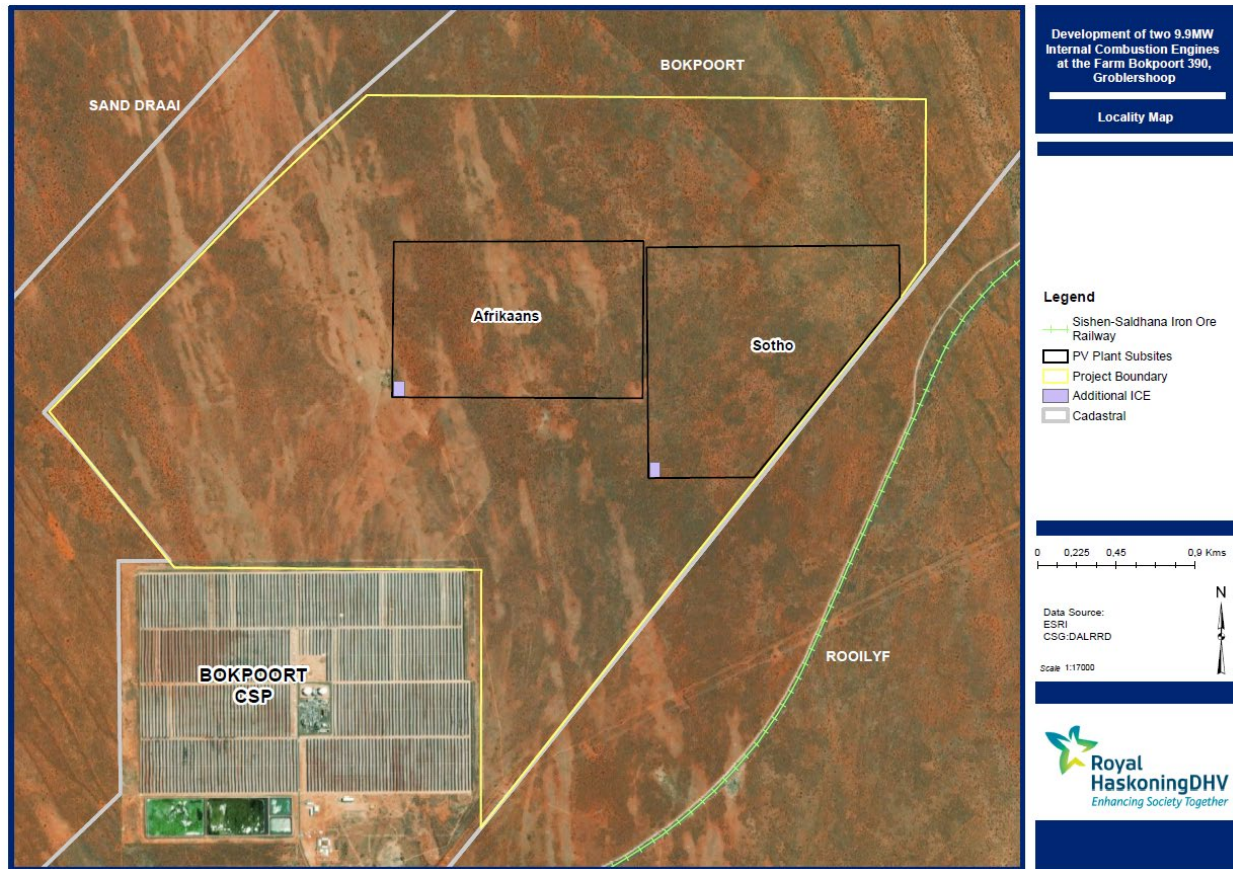 SAND DRAAI
BOKPOORT
Afrikaans
Sotho
BOKPOORT
CSP
ROOILYF
Development of two 9.9MW
Internal Combustion Engines
at the Farm Bokpoort 390,
Groblershoop
Locality Map
Legend
Sishen-Saldhana Iron Ore
Railway
PV Plant Subsites
Project Boundary
Additional ICE
Cadastral
0 0,225 0,45 0,9 Kms
N
Data Source:
ESRI
CSG:DALRRD
Scale 1:17000
Royal
HaskoningDHV
Enhancing Society Together